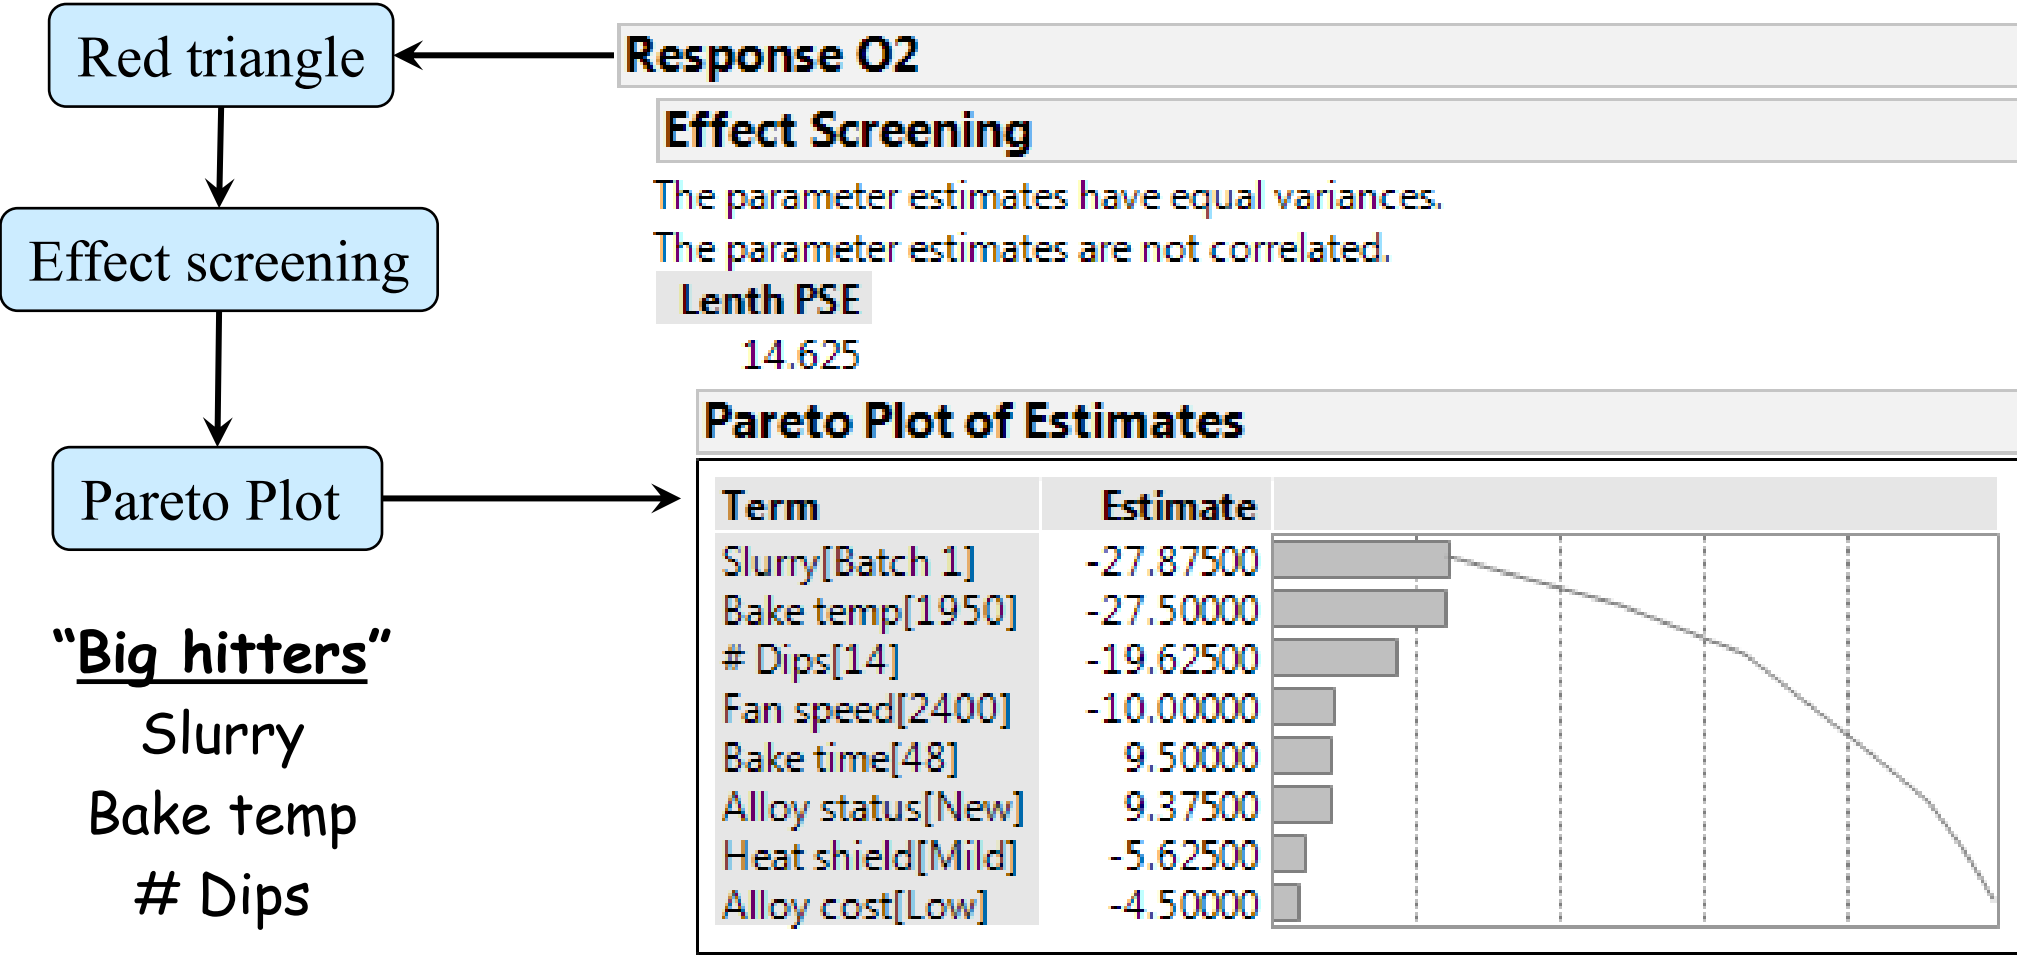 Red triangle
Effect screening
Pareto Plot
“Big hitters”
Slurry
Bake temp
# Dips
Response O2
Effect Screening
The parameter estimates have equal variances.
The parameter estimates are not correlated.
Lenth PSE
14.625
Pareto Plot of Estimates
Term Estimate
Slurry[Batch 1] -27.87500
Bake temp[1950] -27.50000
# Dips[14] -19.62500
Fan speed[2400] -10.00000
Bake time[48] 9.50000
Alloy status[New] 9.37500
Heat shield[Mild] -5.62500
Alloy cost[Low] -4.50000